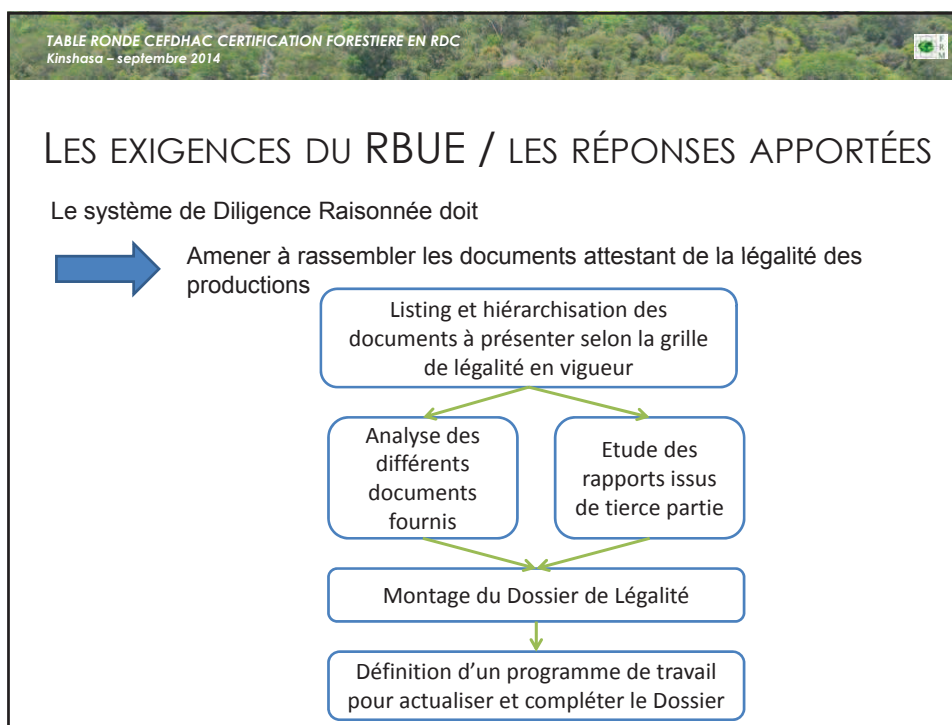 TABLE RONDE CEFDHAC CERTIFICATION FORESTIERE EN RDC
Kinshasa – septembre 2014
F
R
M
LES EXIGENCES DU RBUE / LES RÉPONSES APPORTÉES
Le système de Diligence Raisonnée doit
Amener à rassembler les documents attestant de la légalité des
productions
Listing et hiérarchisation des
documents à présenter selon la grille
de légalité en vigueur
Analyse des
différents
documents
fournis
Etude des
rapports issus
de tierce partie
Montage du Dossier de Légalité
Définition d’un programme de travail
pour actualiser et compléter le Dossier